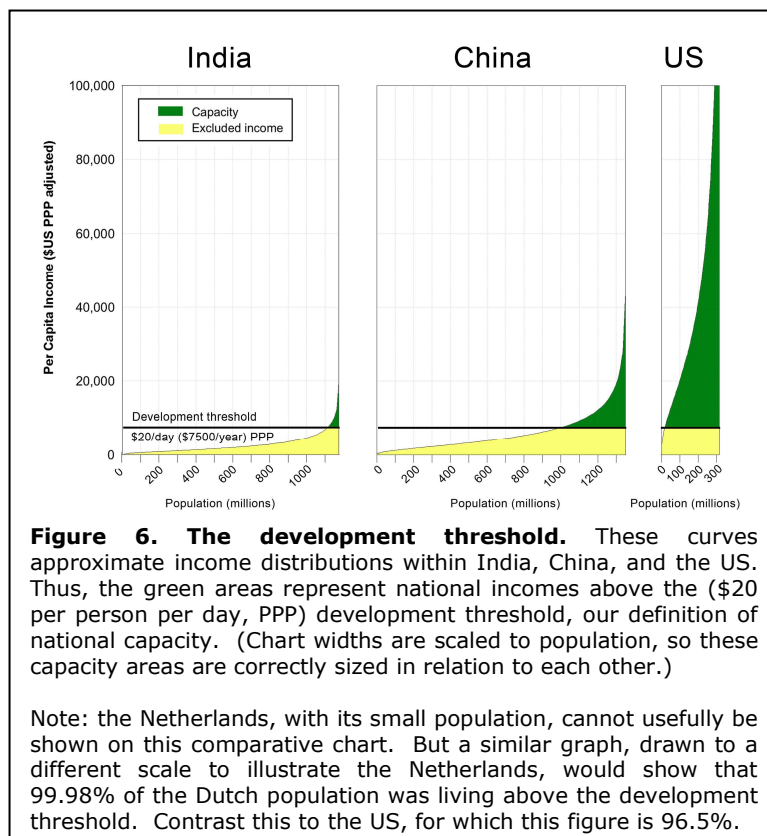 India
China
US
100,000
80,000
60,000
40,000
20,000
0
Per Capita Income ($US PPP adjusted)
Capacity
Excluded income
Development threshold
$20/day ($7500/year) PPP
0
200
400
600
800
1000
0
200
400
600
800
1000
1200
0
100
200
300
Population (millions)
Population (millions)
Population (millions)
Figure 6. The development threshold. These curves
approximate income distributions within India, China, and the US.
Thus, the green areas represent national incomes above the ($20
per person per day, PPP) development threshold, our definition of
national capacity. (Chart widths are scaled to population, so these
capacity areas are correctly sized in relation to each other.)
Note: the Netherlands, with its small population, cannot usefully be
shown on this comparative chart. But a similar graph, drawn to a
different scale to illustrate the Netherlands, would show that
99.98% of the Dutch population was living above the development
threshold. Contrast this to the US, for which this figure is 96.5%.